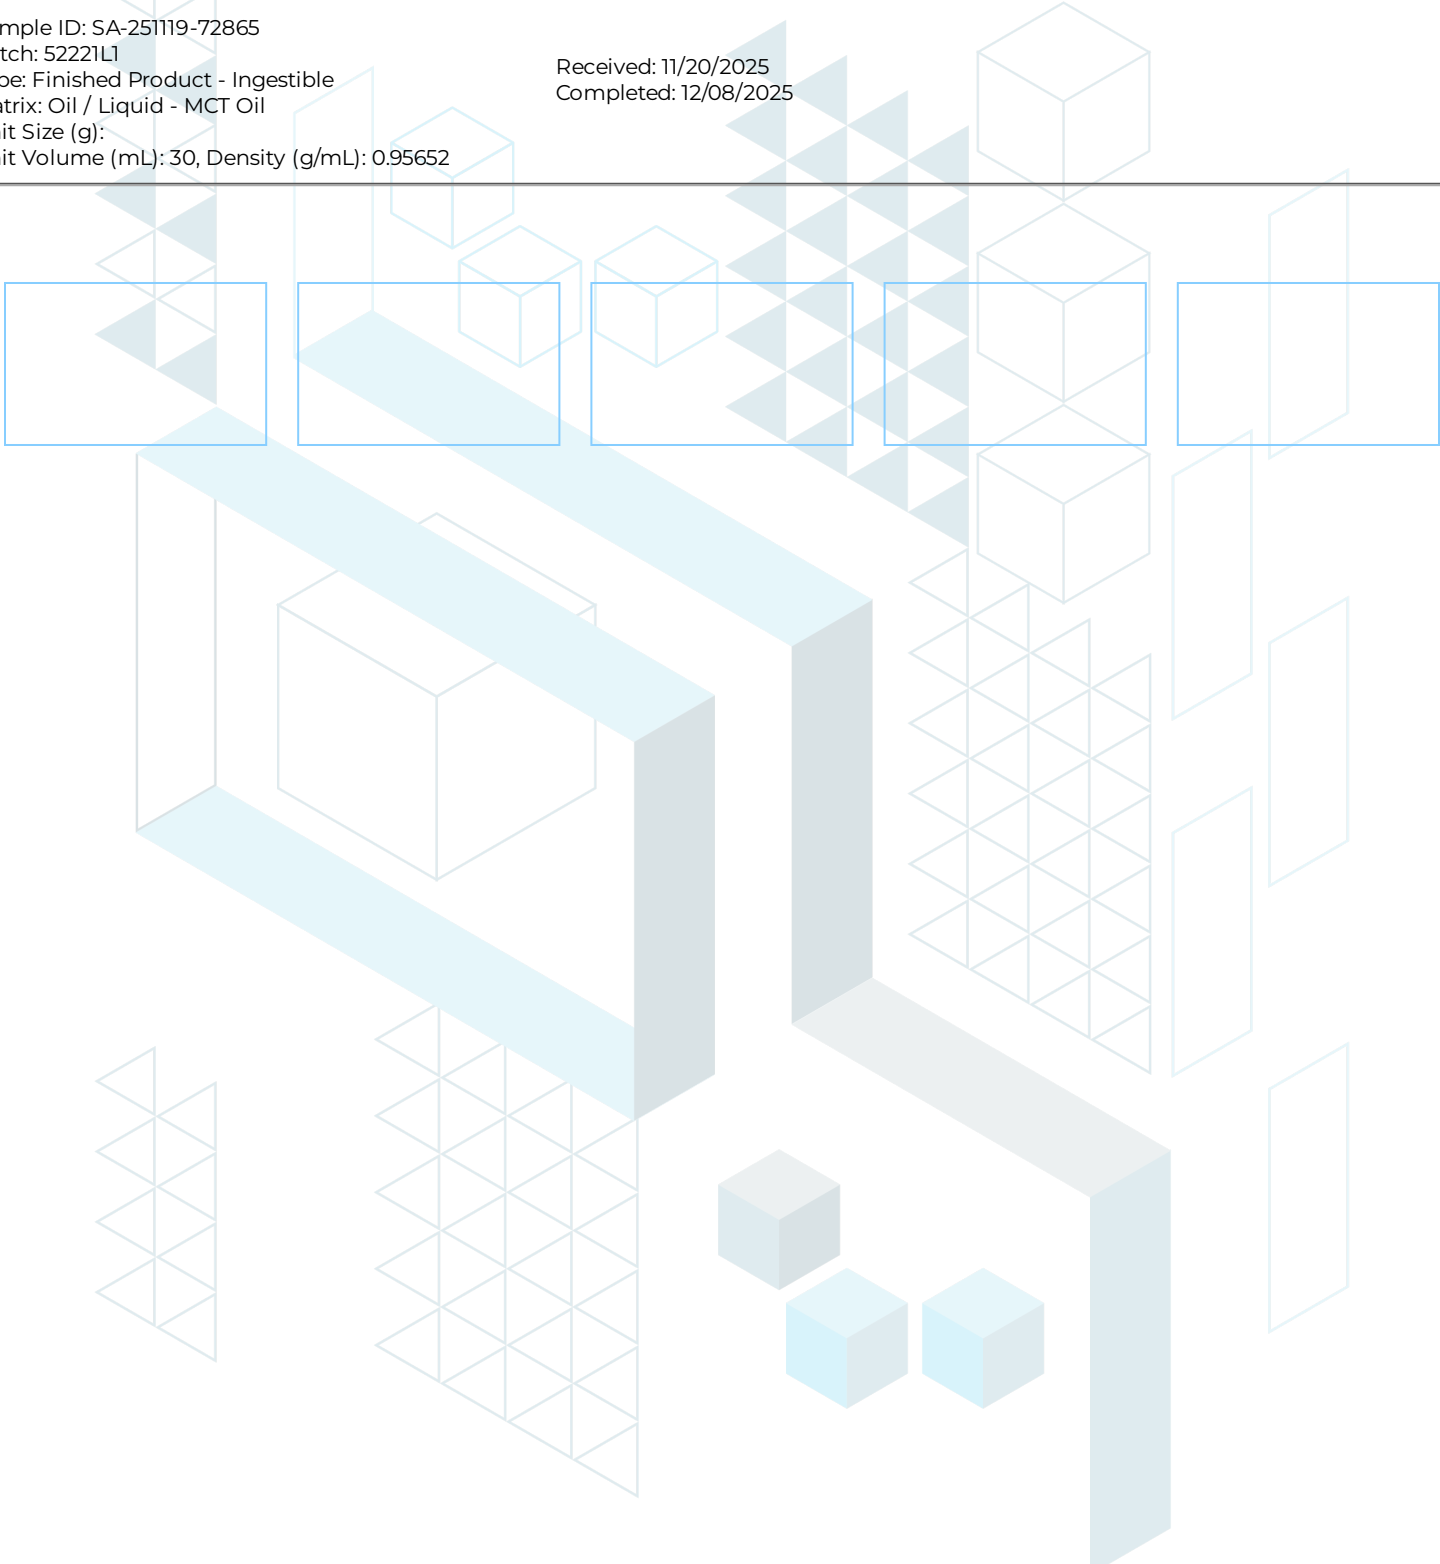 mple ID: SA-251119-72865
tch: 52221L1
pe: Finished Product - Ingestible
atrix: Oil / Liquid - MCT Oil
it Size (g):
it Volume (mL): 30, Density (g/mL): 0.95652
Received: 11/20/2025
Completed: 12/08/2025